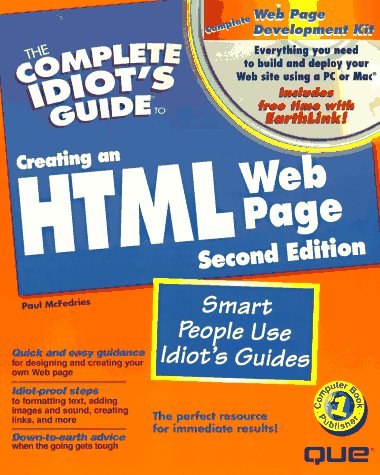 Complete Web Page
Development Kit
Everything you need
to build and deploy your
Web site using a PC or Mac®
Includes
free time with
EarthLink!
THE
COMPLETE
IDIOT'S
GUIDE TO
Creating an
HTML Web
Page
Second Edition
Paul McFedries
Smart
People Use
Idiot's Guides
Quick and easy guidance
for designing and creating your
own Web page
Idiot-proof steps
to formatting text, adding
images and sound, creating
links, and more
Down-to-earth advice
when the going gets tough
The perfect resource
for immediate results!
Computer Book
#1
Publisher
QUE®